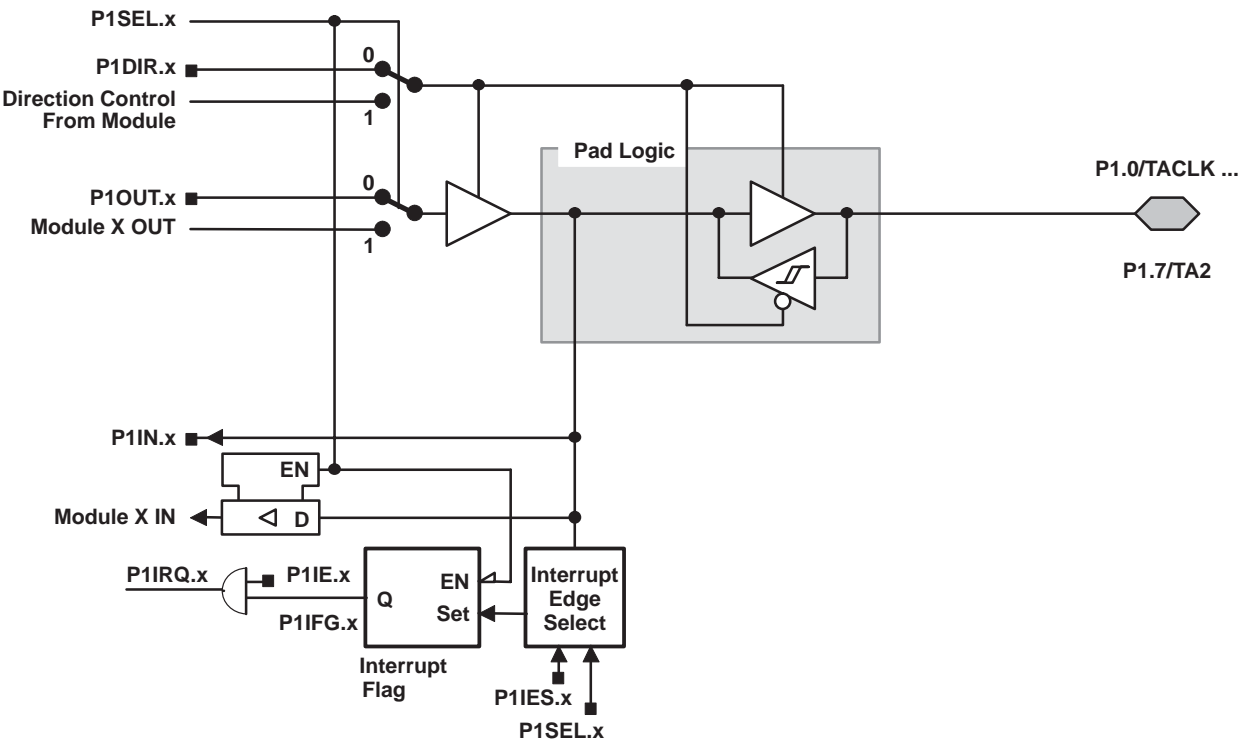 P1SEL.x
P1DIR.x
0
Direction Control
From Module
1
Pad Logic
P1.0/TACLK ...
P1OUT.x
0
Module X OUT
1
P1.7/TA2
P1IN.x
EN
Module X IN
D
P1IRQ.x
P1IE.x
EN
Interrupt
Edge
Select
Q
Set
P1IFG.x
Interrupt
Flag
P1IES.x
P1SEL.x